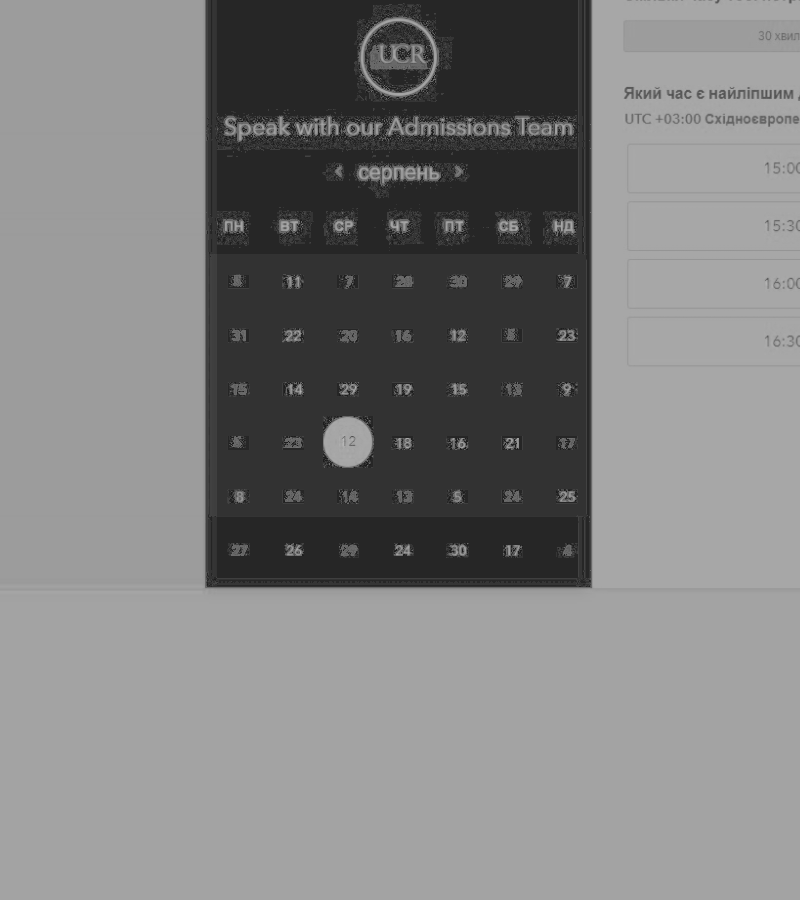 30 хвил
UCR
Який час є найліпшим
Speak with our Admissions Team
UTC +03:00 Східноєвропе
серпень
15:00
ПН ВТ СР ЧТ ПТ СБ НД
15:30
11 7 28 30 29 7
16:00
31 22 20 16 12 23
16:30
15 14 29 19 15 13 9
23 12 18 16 21 17
8 24 14 13 5 24 25
27 26 29 24 30 17 4